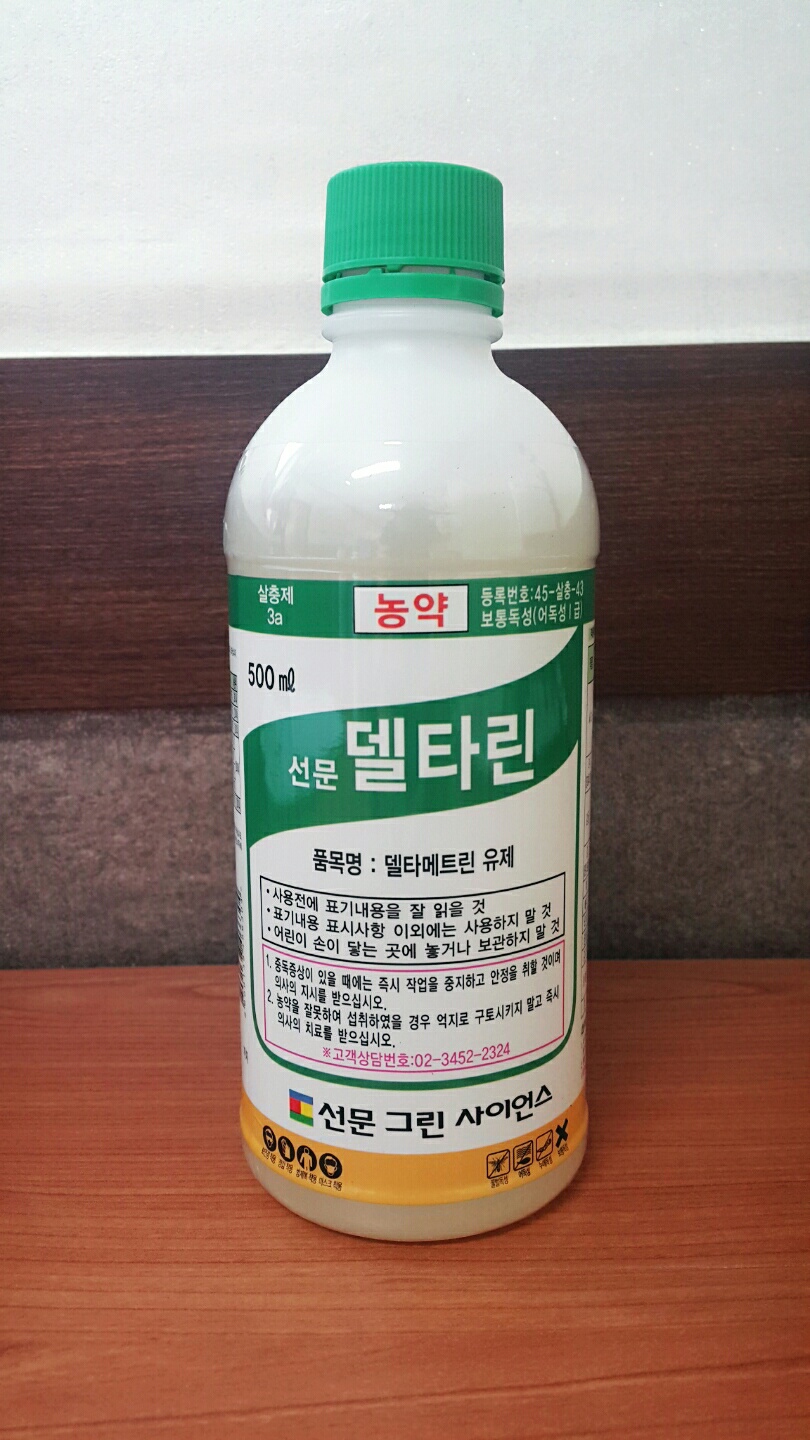 살충제
3a
농약
등록번호:45-살충-43
보통독성(어독성Ⅰ급)
500㎖
선문 델타린
품목명 : 델타메트린 유제
• 사용전에 표기내용을 잘 읽을 것
• 표기내용 표시사항 이외에는 사용하지 말 것
• 어린이 손이 닿는 곳에 놓거나 보관하지 말 것
1. 중독증상이 있을 때에는 즉시 작업을 중지하고 안정을 취할 것이며
의사의 지시를 받으십시오.
2. 농약을 잘못하여 섭취하였을 경우 억지로 구토시키지 말고 즉시
의사의 치료를 받으십시오.
※고객상담번호:02-3452-2324
선문 그린 사이언스